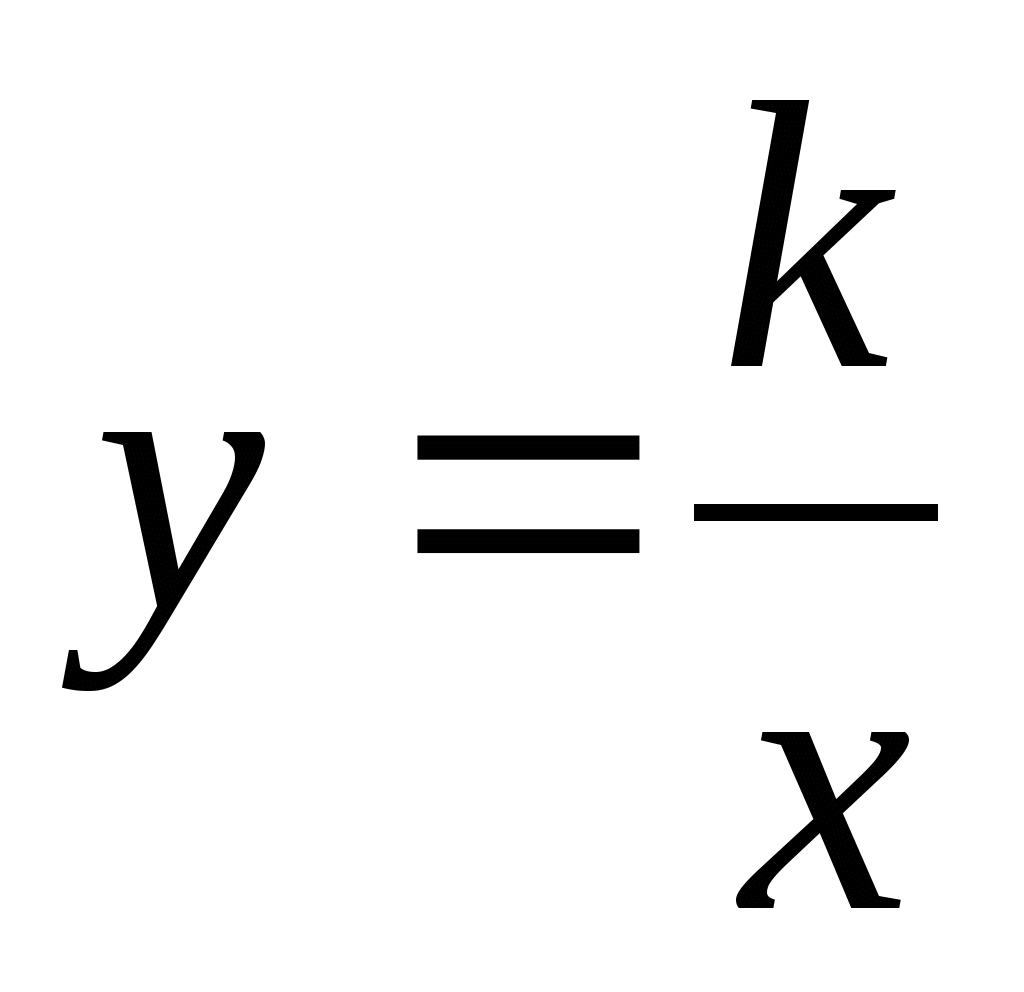 y = k/x